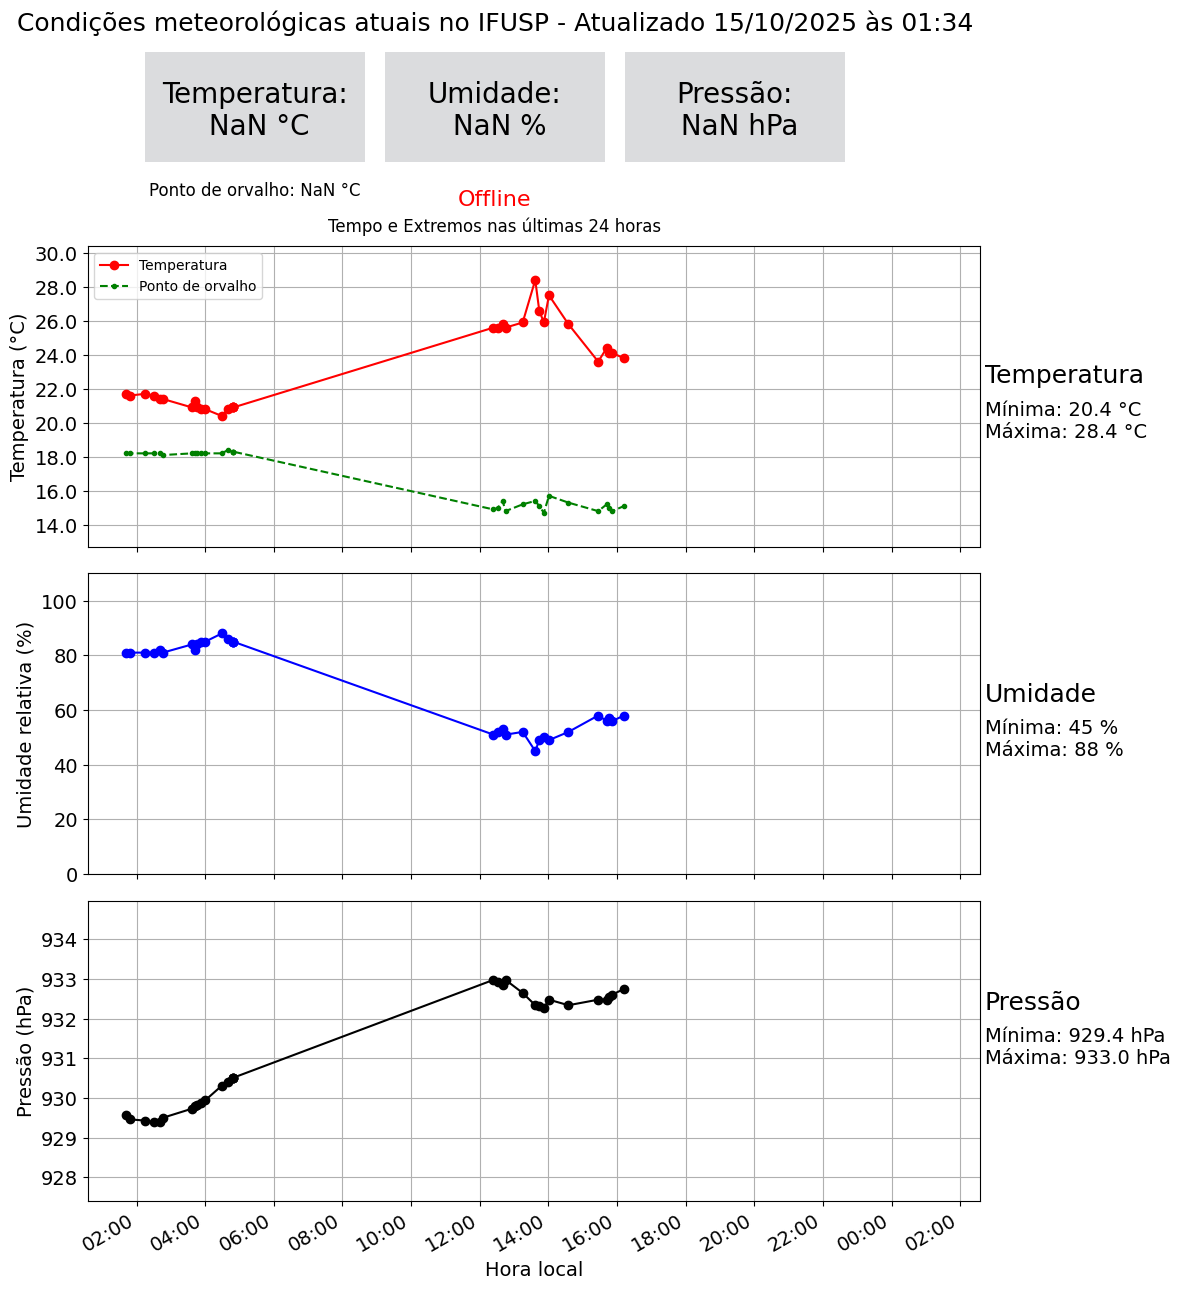 Condições meteorológicas atuais no IFUSP - Atualizado 15/10/2025 às 01:34
Temperatura:
NaN °C
Umidade:
NaN %
Pressão:
NaN hPa
Ponto de orvalho: NaN °C
Offline
Tempo e Extremos nas últimas 24 horas
30.0
28.0
26.0
24.0
22.0
20.0
18.0
16.0
14.0
Temperatura (°C)
Temperatura
Ponto de orvalho
Temperatura
Mínima: 20.4 °C
Máxima: 28.4 °C
100
80
60
40
20
0
Umidade relativa (%)
Umidade
Mínima: 45 %
Máxima: 88 %
934
933
932
931
930
929
928
Pressão (hPa)
Pressão
Mínima: 929.4 hPa
Máxima: 933.0 hPa
02:00
04:00
06:00
08:00
10:00
12:00
14:00
16:00
18:00
20:00
22:00
00:00
02:00
Hora local